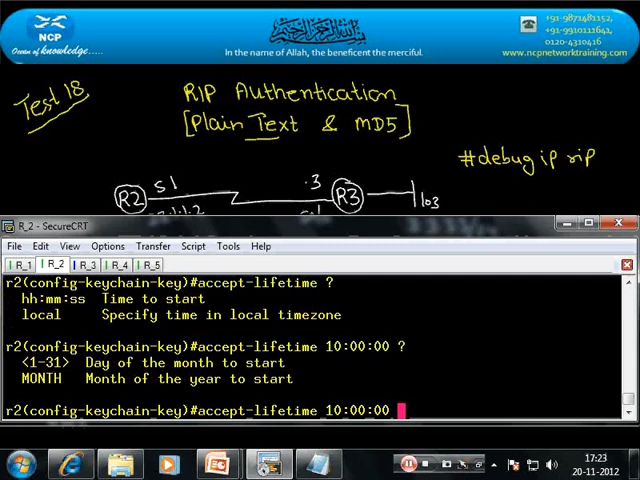 NCP
Ocean of knowledge.....
In the name of Allah, the beneficent the merciful.
+91-9871481152,
+91-9910111642,
0120-4310416
www.ncpnetworktraining.com
Test 18
RIP Authentication
[Plain Text & MD5]
#debug ip rip
R2
S1
.3
R3
103
R_2 - SecureCRT
File Edit View Options Transfer Script Tools Help
R_1 R_2 R_3 R_4 R_5
r2(config-keychain-key)#accept-lifetime ?
hh:mm:ss Time to start
local Specify time in local timezone
r2(config-keychain-key)#accept-lifetime 10:00:00 ?
<1-31> Day of the month to start
MONTH Month of the year to start
r2(config-keychain-key)#accept-lifetime 10:00:00
17:23
20-11-2012